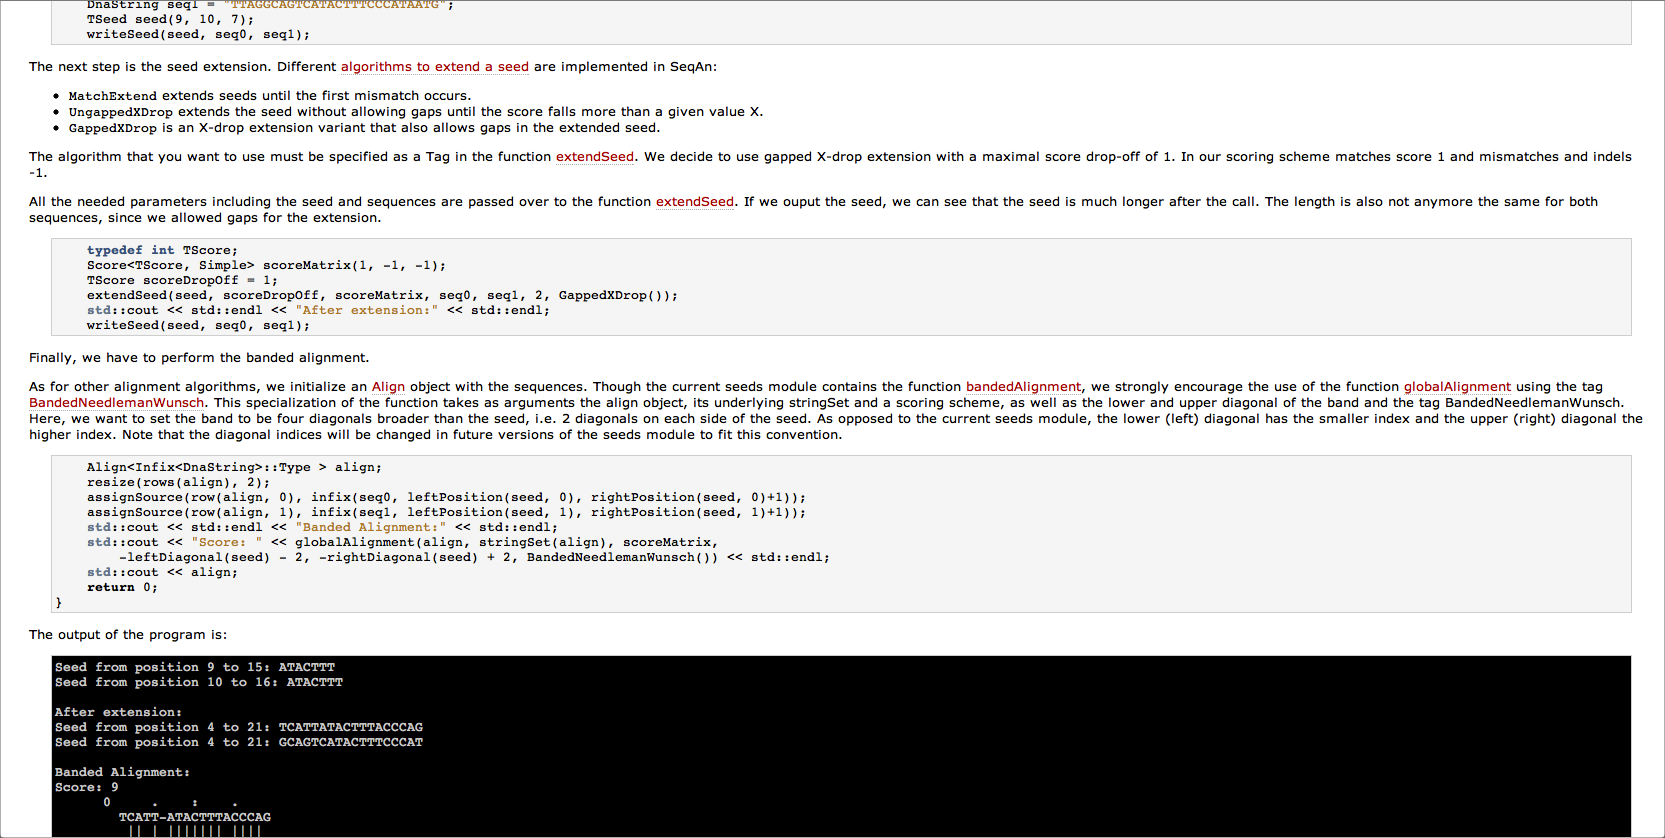 DnaString seq1 = "TTAGGCAGTCATACTTTCCCATAATG";
TSeed seed(9, 10, 7);
writeSeed(seed, seq0, seq1);
The next step is the seed extension. Different algorithms to extend a seed are implemented in SeqAn:
• MatchExtend extends seeds until the first mismatch occurs.
• UngappedXDrop extends the seed without allowing gaps until the score falls more than a given value X.
• GappedXDrop is an X-drop extension variant that also allows gaps in the extended seed.
The algorithm that you want to use must be specified as a Tag in the function extendSeed. We decide to use gapped X-drop extension with a maximal score drop-off of 1. In our scoring scheme matches score 1 and mismatches and indels
-1.
All the needed parameters including the seed and sequences are passed over to the function extendSeed. If we ouput the seed, we can see that the seed is much longer after the call. The length is also not anymore the same for both
sequences, since we allowed gaps for the extension.
typedef int TScore;
Score<TScore, Simple> scoreMatrix(1, -1, -1);
TScore scoreDropOff = 1;
extendSeed(seed, scoreDropOff, scoreMatrix, seq0, seq1, 2, GappedXDrop());
std::cout << std::endl << "After extension:" << std::endl;
writeSeed(seed, seq0, seq1);
Finally, we have to perform the banded alignment.
As for other alignment algorithms, we initialize an Align object with the sequences. Though the current seeds module contains the function bandedAlignment, we strongly encourage the use of the function globalAlignment using the tag
BandedNeedlemanWunsch. This specialization of the function takes as arguments the align object, its underlying stringSet and a scoring scheme, as well as the lower and upper diagonal of the band and the tag BandedNeedlemanWunsch.
Here, we want to set the band to be four diagonals broader than the seed, i.e. 2 diagonals on each side of the seed. As opposed to the current seeds module, the lower (left) diagonal has the smaller index and the upper (right) diagonal the
higher index. Note that the diagonal indices will be changed in future versions of the seeds module to fit this convention.
Align<Infix<DnaString>::Type > align;
resize(rows(align), 2);
assignSource(row(align, 0), infix(seq0, leftPosition(seed, 0), rightPosition(seed, 0)+1));
assignSource(row(align, 1), infix(seq1, leftPosition(seed, 1), rightPosition(seed, 1)+1));
std::cout << std::endl << "Banded Alignment:" << std::endl;
std::cout << "Score: " << globalAlignment(align, stringSet(align), scoreMatrix,
-leftDiagonal(seed) - 2, -rightDiagonal(seed) + 2, BandedNeedlemanWunsch()) << std::endl;
std::cout << align;
return 0;
}
The output of the program is:
Seed from position 9 to 15: ATACTTT
Seed from position 10 to 16: ATACTTT
After extension:
Seed from position 4 to 21: TCATTATACTTTACCCAG
Seed from position 4 to 21: GCAGTCATACTTTCCCAT
Banded Alignment:
Score: 9
0 . : .
TCATT-ATACTTTACCCAG
|| | ||||||| ||||